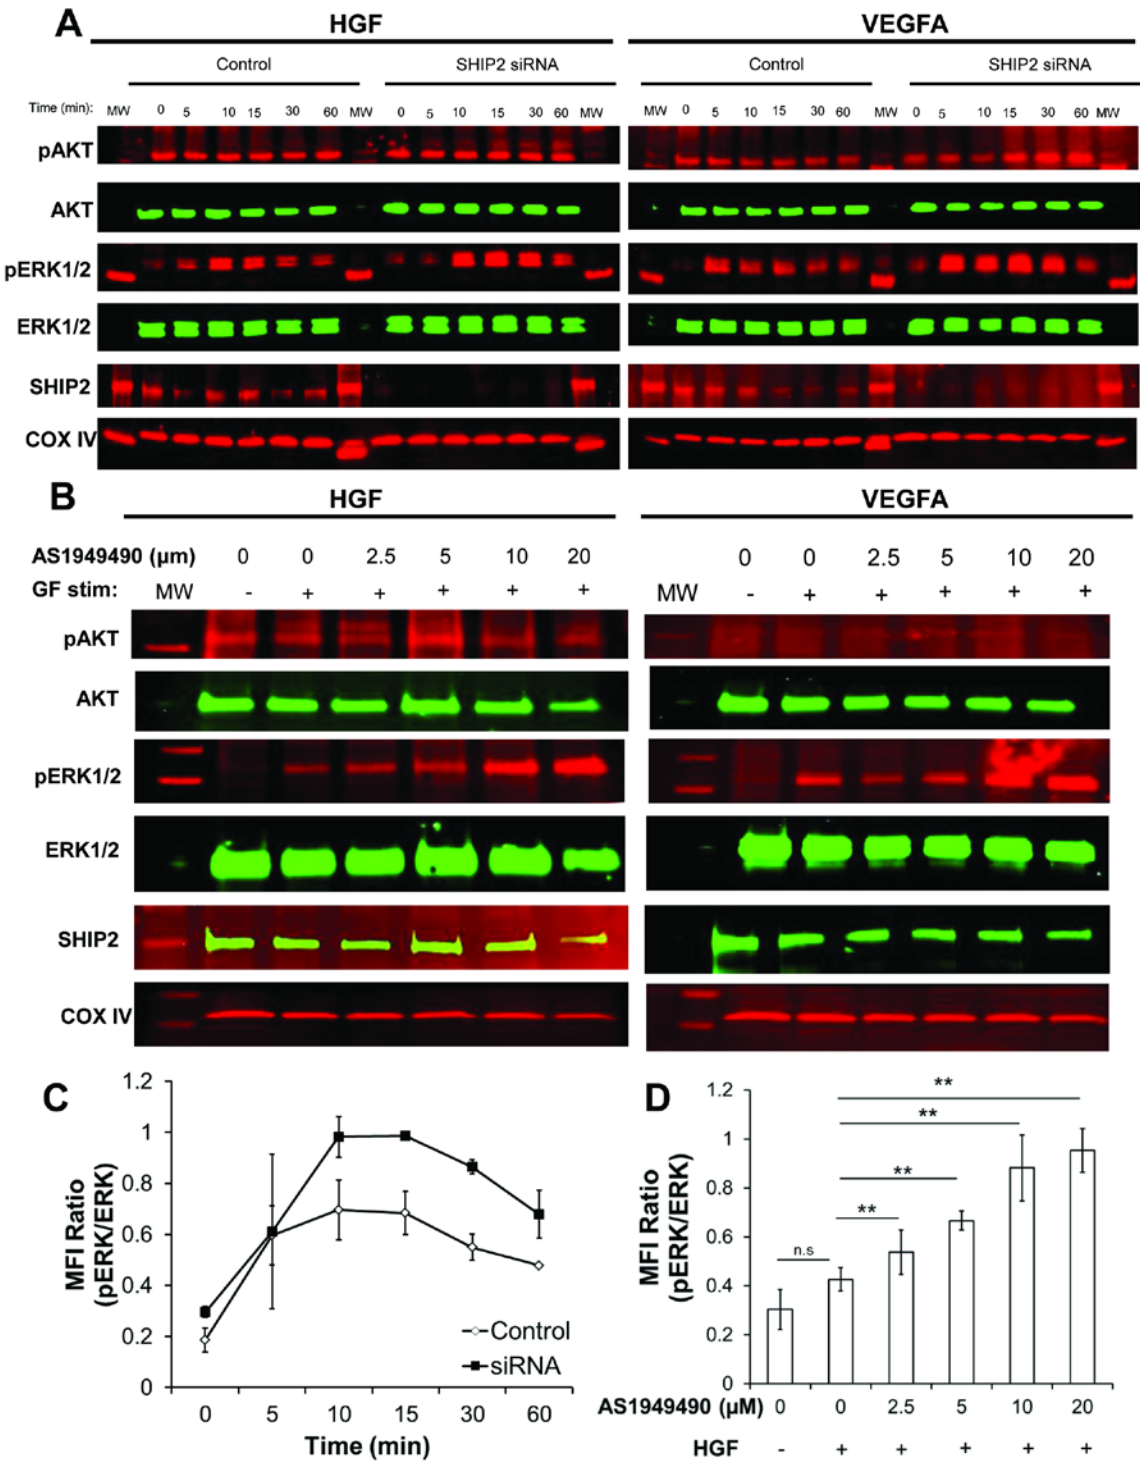 A HGF VEGFA
Control SHIP2 siRNA Control SHIP2 siRNA
Time (min): MW 0 5 10 15 30 60 MW 0 5 10 15 30 60 MW MW 0 5 10 15 30 60 MW 0 5 10 15 30 60 MW
pAKT
AKT
pERK1/2
ERK1/2
SHIP2
COX IV
B HGF VEGFA
AS1949490 (µm) 0 0 2.5 5 10 20 0 0 2.5 5 10 20
GF stim: MW - + + + + + MW - + + + + +
pAKT
AKT
pERK1/2
ERK1/2
SHIP2
COX IV
C
MFI Ratio
(pERK/ERK)
1.2
1
0.8
0.6
0.4
0.2
0
Control
siRNA
0 5 10 15 30 60
Time (min)
D
MFI Ratio
(pERK/ERK)
1.2
1
0.8
0.6
0.4
0.2
0
**
**
**
**
n.s
AS1949490 (µM) 0 0 2.5 5 10 20
HGF - + + + + +